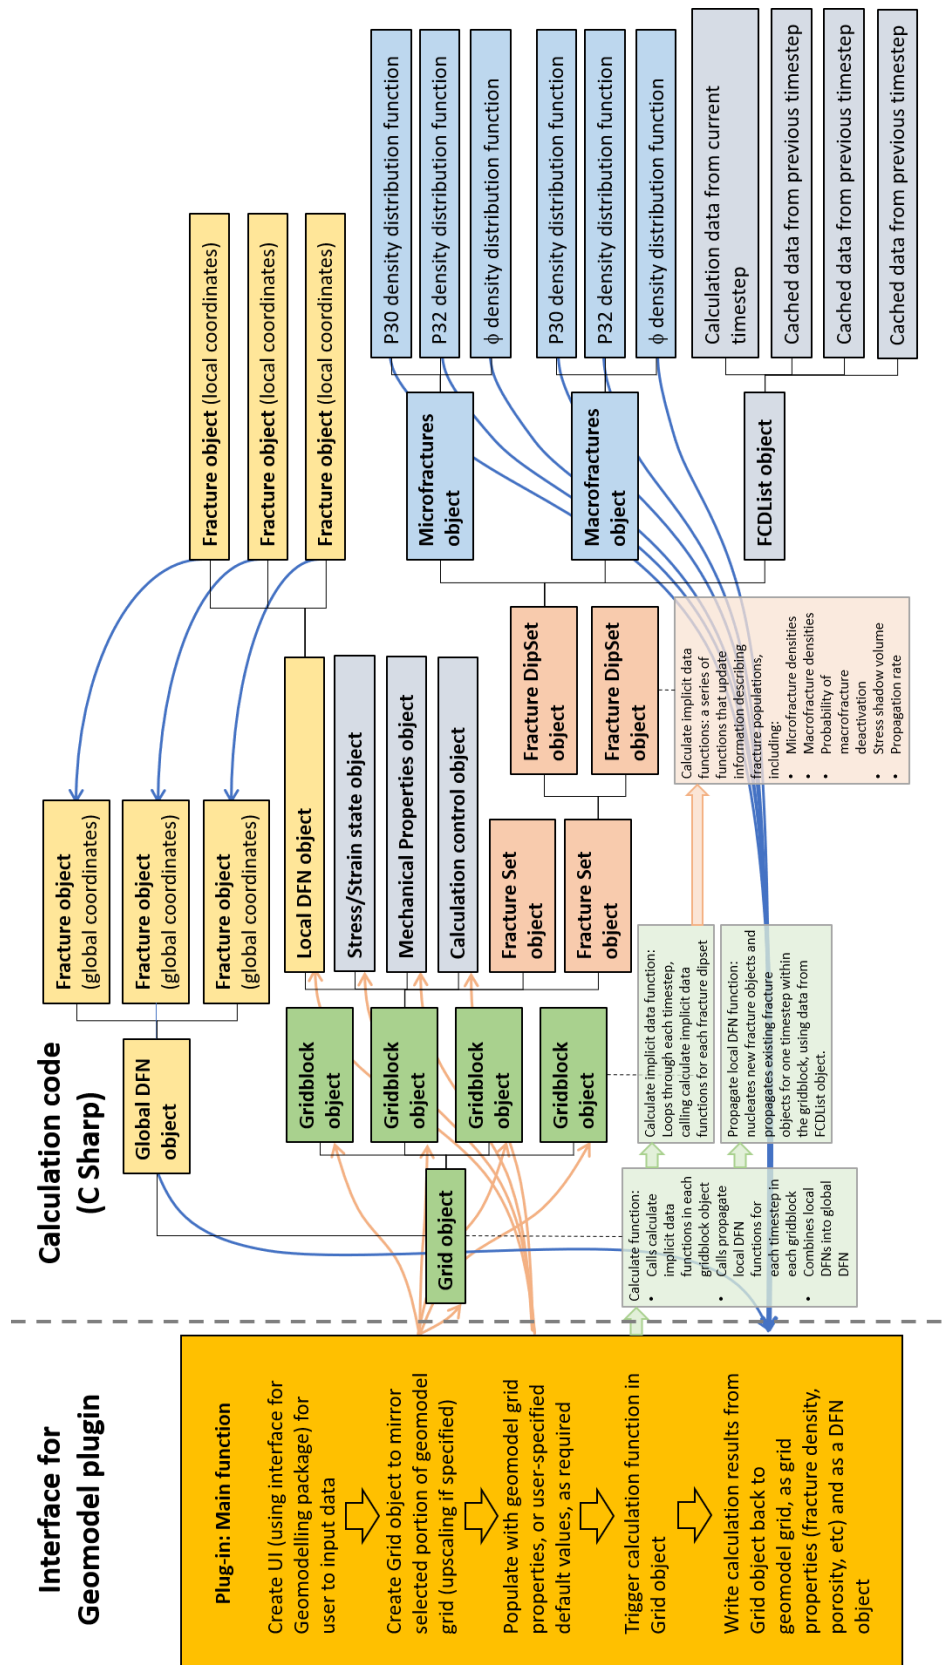 Interface for
Geomodel plugin
Plug-in: Main function
Create UI (using interface for
Geomodelling package) for
user to input data
Create Grid object to mirror
selected portion of geomodel
grid (upscaling if specified)
Populate with geomodel grid
properties, or user-specified
default values, as required
Trigger calculation function in
Grid object
Write calculation results from
Grid object back to
geomodel grid, as grid
properties (fracture density,
porosity, etc) and as a DFN
object
Calculation code
(C Sharp)
Global DFN
object
Fracture object
(global coordinates)
Fracture object
(global coordinates)
Fracture object
(global coordinates)
Fracture object (local coordinates)
Fracture object (local coordinates)
Fracture object (local coordinates)
Grid object
Gridblock
object
Gridblock
object
Gridblock
object
Gridblock
object
Local DFN object
Stress/Strain state object
Mechanical Properties object
Calculation control object
Fracture Set
object
Fracture Set
object
Fracture DipSet
object
Fracture DipSet
object
Microfractures
object
Macrofractures
object
FCDList object
P30 density distribution function
P32 density distribution function
ϕ density distribution function
P30 density distribution function
P32 density distribution function
ϕ density distribution function
Calculation data from current
timestep
Cached data from previous timestep
Cached data from previous timestep
Cached data from previous timestep
Calculate function:
• Calls calculate
implicit data
functions in each
gridblock object
• Calls propagate
local DFN
functions for
each timestep in
each gridblock
• Combines local
DFNs into global
DFN
Calculate implicit data function:
Loops through each timestep,
calling calculate implicit data
functions for each fracture dipset
Propagate local DFN function:
nucleates new fracture objects and
propagates existing fracture
objects for one timestep within
the gridblock, using data from
FCDList object.
Calculate implicit data
functions: a series of
functions that update
information describing
fracture populations,
including:
• Microfracture densities
• Macrofracture densities
• Probability of
macrofracture
deactivation
• Stress shadow volume
• Propagation rate